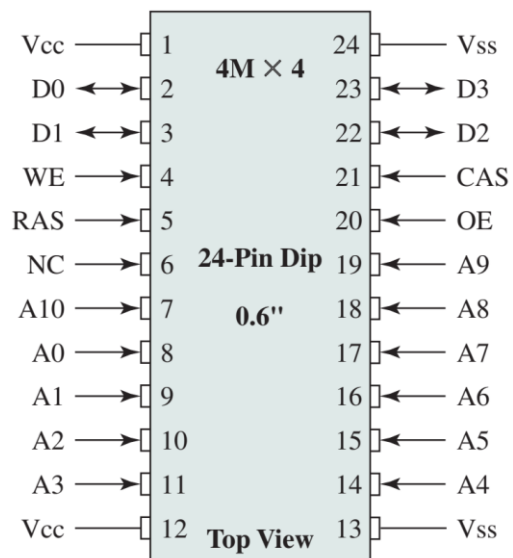 Vcc 1 24 Vss
4M × 4
D0 2 23 D3
D1 3 22 D2
WE 4 21 CAS
RAS 5 20 OE
NC 6 24-Pin Dip 19 A9
A10 7 0.6" 18 A8
A0 8 17 A7
A1 9 16 A6
A2 10 15 A5
A3 11 14 A4
Vcc 12 Top View 13 Vss